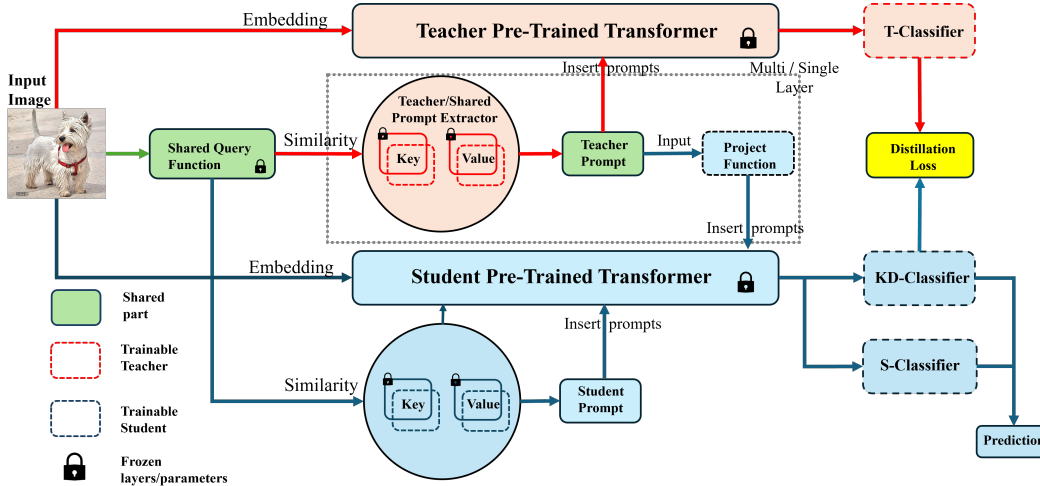 Embedding
Teacher Pre-Trained Transformer
T-Classifier
Insert prompts
Multi / Single
Layer
Input
Image
Teacher/Shared
Prompt Extractor
Key
Value
Similarity
Shared Query
Function
Teacher
Prompt
Input
Project
Function
Distillation
Loss
Insert prompts
Embedding
Student Pre-Trained Transformer
KD-Classifier
Insert prompts
S-Classifier
Similarity
Key
Value
Student
Prompt
Prediction
Shared
part
Trainable
Teacher
Trainable
Student
Frozen
layers/parameters